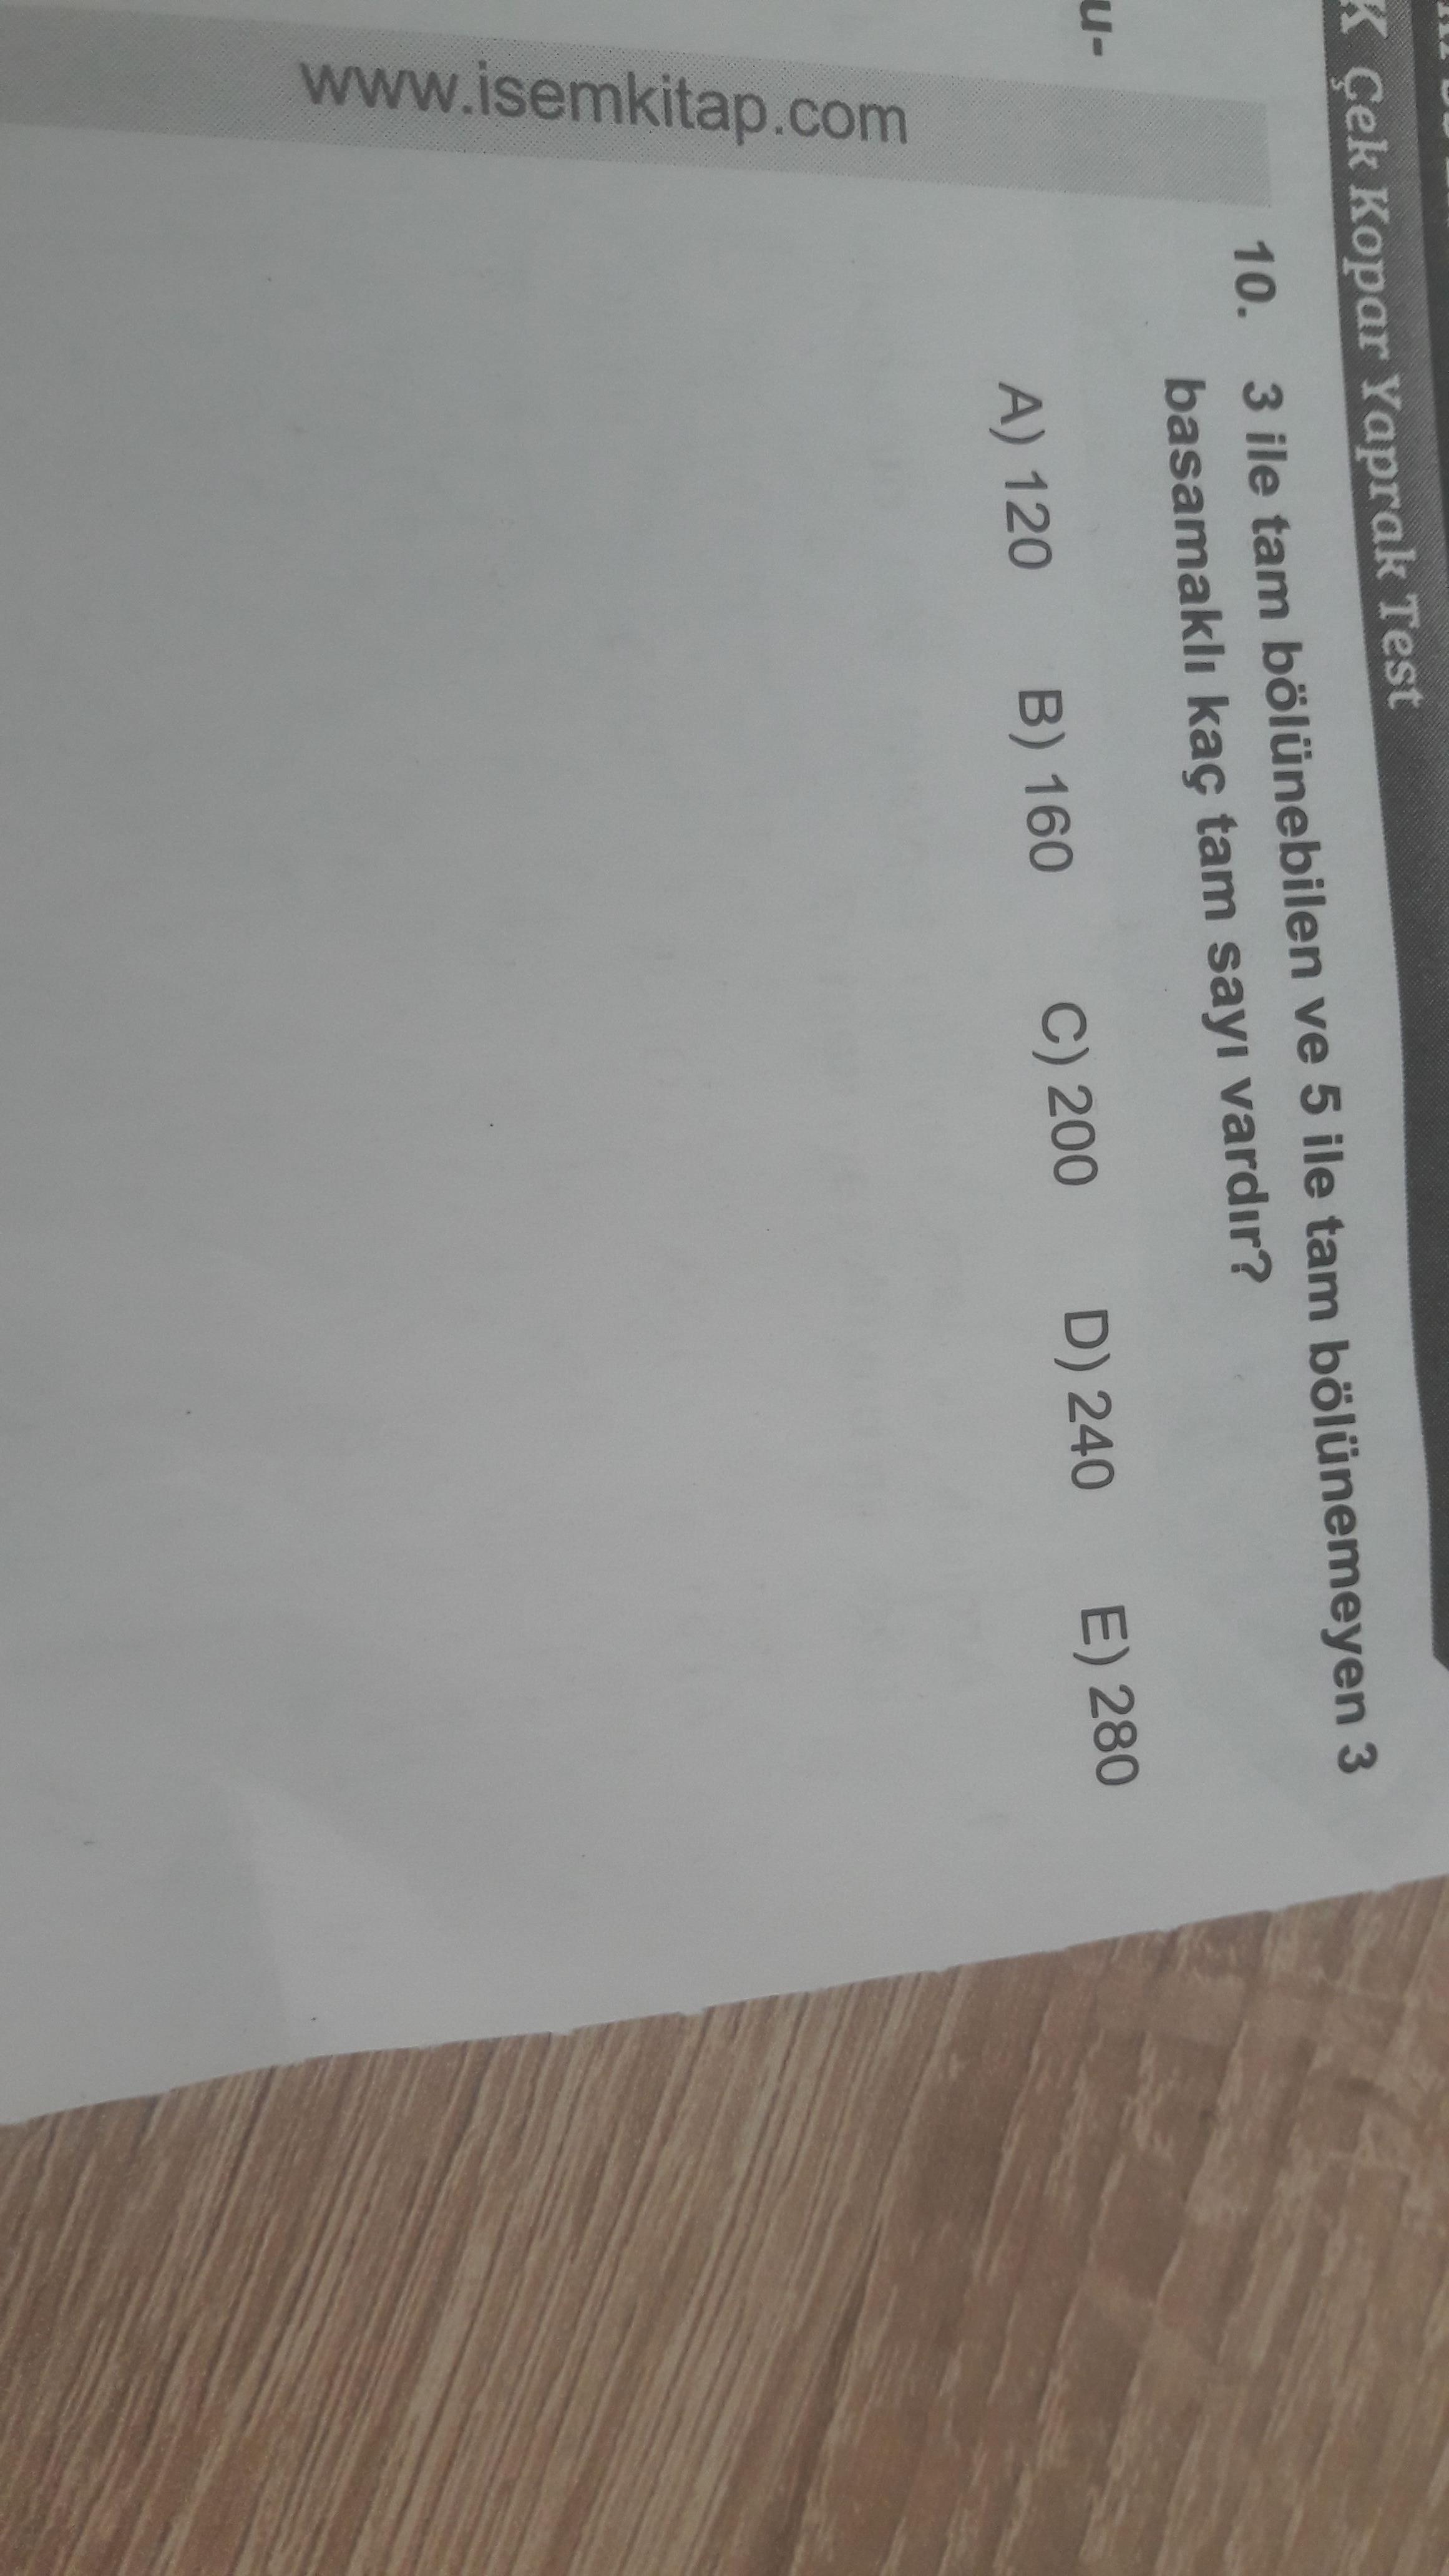 K Çek Kopar Yaprak Test
u-
www.isemkitap.com
10. 3 ile tam bölünebilen ve 5 ile tam bölünemeyen 3
basamaklı kaç tam sayı vardır?
A) 120 B) 160 C) 200 D) 240 E) 280